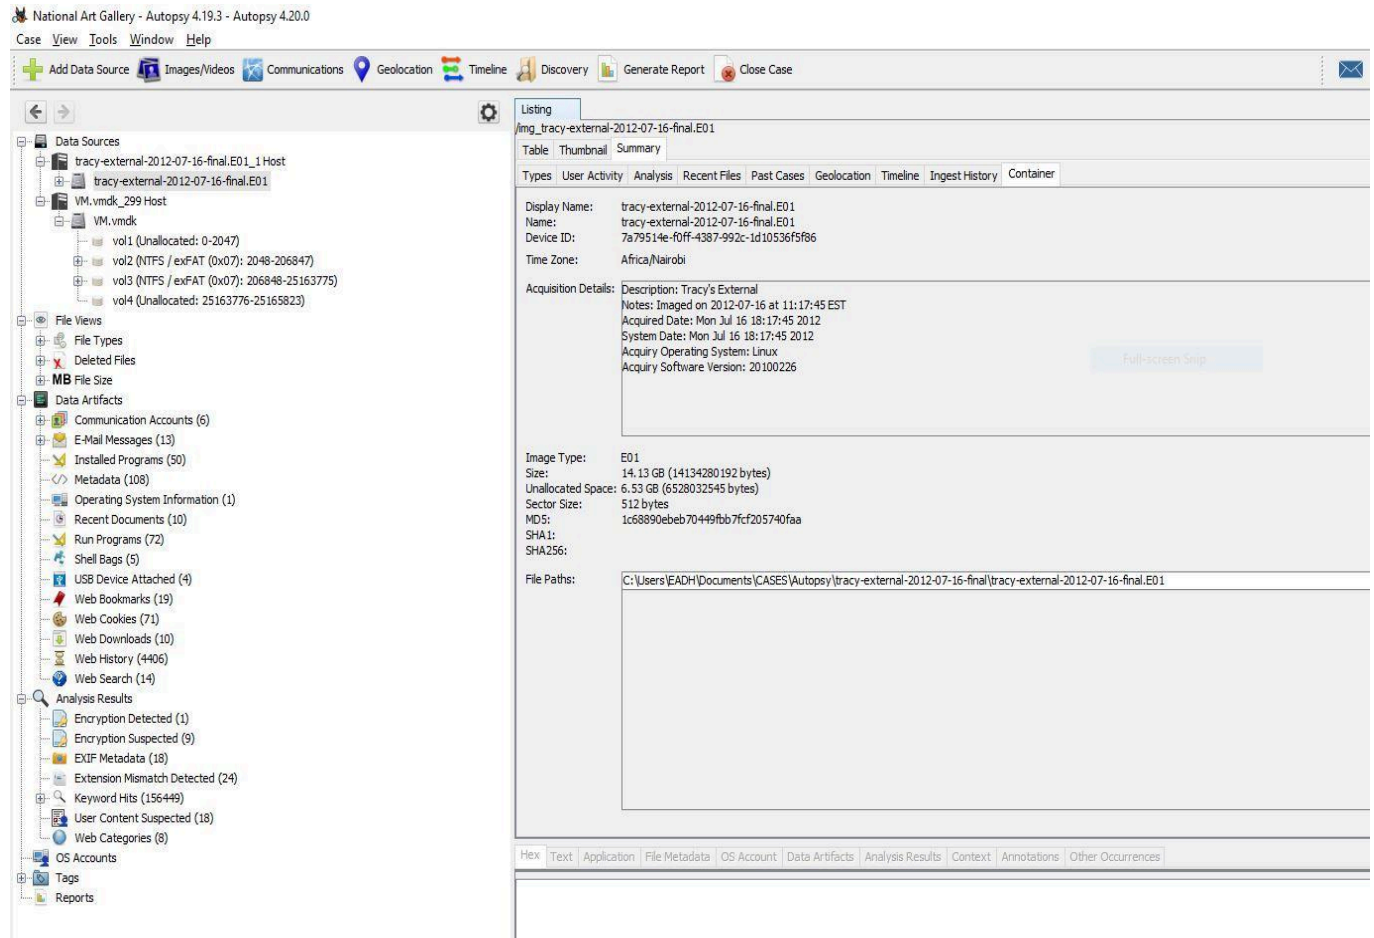 National Art Gallery - Autopsy 4.19.3 - Autopsy 4.20.0
Case View Tools Window Help
Add Data Source Images/Videos Communications Geolocation Timeline Discovery Generate Report Close Case
Listing
/img_tracy-external-2012-07-16-final.E01
Table Thumbnail Summary
Types User Activity Analysis Recent Files Past Cases Geolocation Timeline Ingest History Container
Data Sources
tracy-external-2012-07-16-final.E01_1 Host
tracy-external-2012-07-16-final.E01
VM.vmdk_299 Host
VM.vmdk
vol1 (Unallocated: 0-2047)
vol2 (NTFS / exFAT (0x07): 2048-206847)
vol3 (NTFS / exFAT (0x07): 206848-25163775)
vol4 (Unallocated: 25163776-25165823)
File Views
File Types
Deleted Files
MB File Size
Data Artifacts
Communication Accounts (6)
E-Mail Messages (13)
Installed Programs (50)
Metadata (108)
Operating System Information (1)
Recent Documents (10)
Run Programs (72)
Shell Bags (5)
USB Device Attached (4)
Web Bookmarks (19)
Web Cookies (71)
Web Downloads (10)
Web History (4406)
Web Search (14)
Analysis Results
Encryption Detected (1)
Encryption Suspected (9)
EXIF Metadata (18)
Extension Mismatch Detected (24)
Keyword Hits (156449)
User Content Suspected (18)
Web Categories (8)
OS Accounts
Tags
Reports
Display Name: tracy-external-2012-07-16-final.E01
Name: tracy-external-2012-07-16-final.E01
Device ID: 7a79514e-f0ff-4387-992c-1d10536f5f86
Time Zone: Africa/Nairobi
Acquisition Details: Description: Tracy's External
Notes: Imaged on 2012-07-16 at 11:17:45 EST
Acquired Date: Mon Jul 16 18:17:45 2012
System Date: Mon Jul 16 18:17:45 2012
Acquiry Operating System: Linux
Acquiry Software Version: 20100226
Full-screen Snip
Image Type: E01
Size: 14.13 GB (14134280192 bytes)
Unallocated Space: 6.53 GB (6528032545 bytes)
Sector Size: 512 bytes
MD5: 1c68890ebeb70449fbb7fcf205740faa
SHA1:
SHA256:
File Paths: C:\Users\EADH\Documents\CASES\Autopsy\tracy-external-2012-07-16-final\tracy-external-2012-07-16-final.E01
Hex Text Application File Metadata OS Account Data Artifacts Analysis Results Context Annotations Other Occurrences